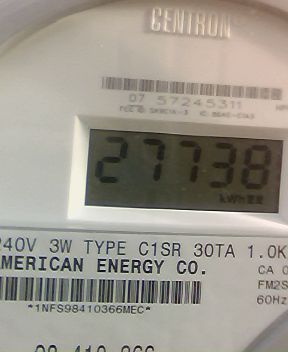 CENTRON
07 57245311
27738
kWh
240V 3W TYPE C1SR 30TA 1.0K
AMERICAN ENERGY CO.
CA 0
FM2S
60Hz
*1NFS98410366MEC*